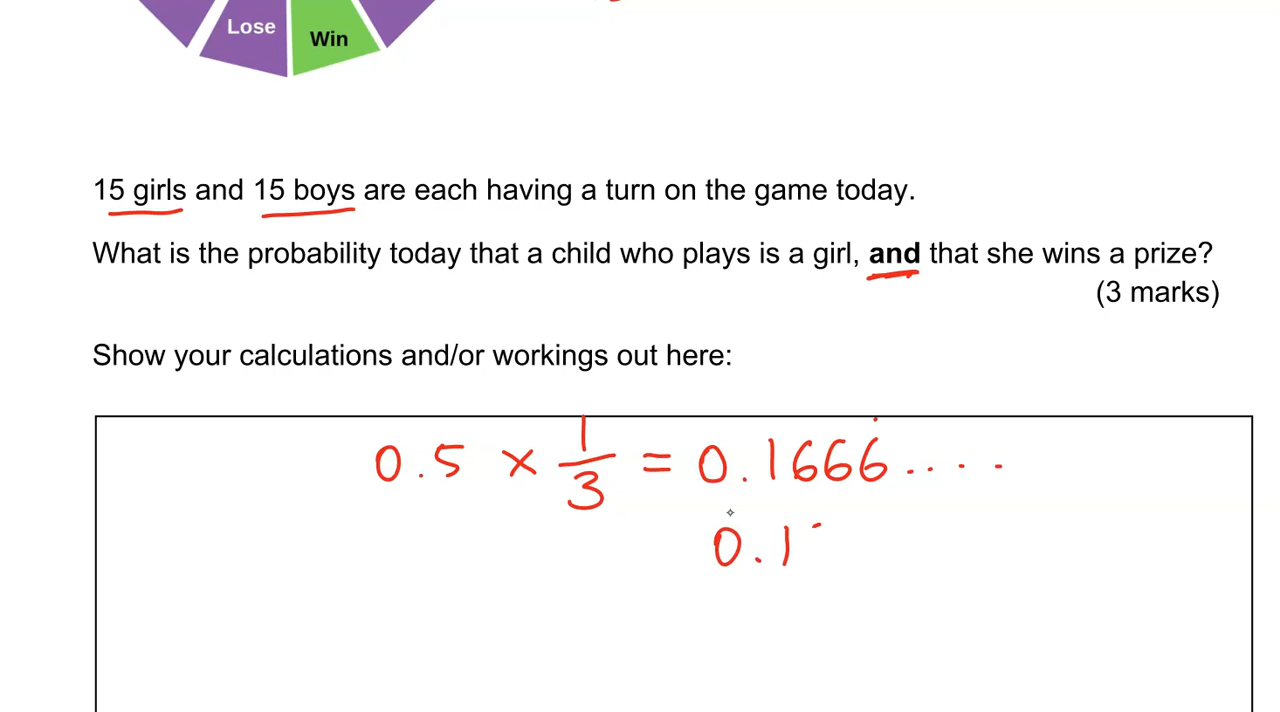 Lose
Win
15 girls and 15 boys are each having a turn on the game today.
What is the probability today that a child who plays is a girl, and that she wins a prize?
(3 marks)
Show your calculations and/or workings out here:
0.5 × 1/3 = 0.1666̇....
0.1